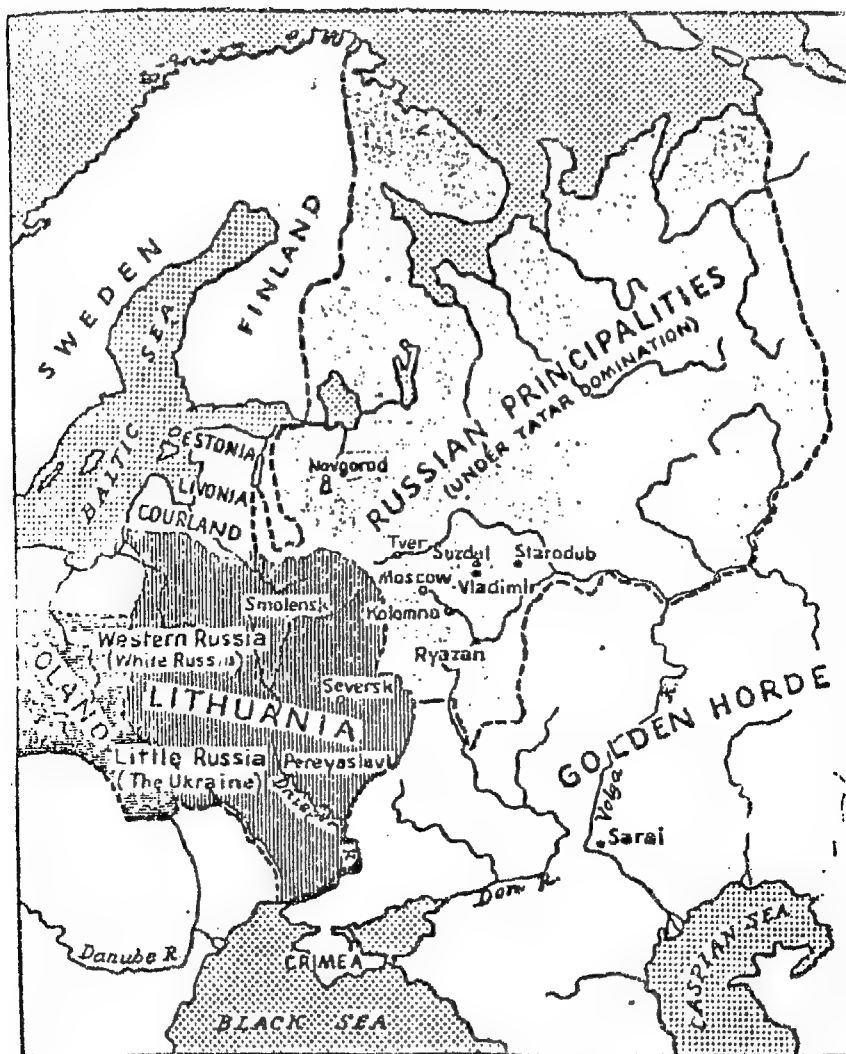 SWEDEN
FINLAND
BALTIC SEA
ESTONIA
LIVONIA
COURLAND
Novgorod
RUSSIAN PRINCIPALITIES
(UNDER TATAR DOMINATION)
Tver
Suzdal
Starodub
Moscow
Vladimir
Kolomna
Ryazan
Smolensk
Western Russia
(White Russia)
OLAND
LITHUANIA
Seversk
Little Russia
(The Ukraine)
Pereyaslavl
Dnieper
R.
GOLDEN HORDE
Volga
R.
Sarai
Don R.
Danube R.
CRIMEA
BLACK SEA
CASPIAN SEA